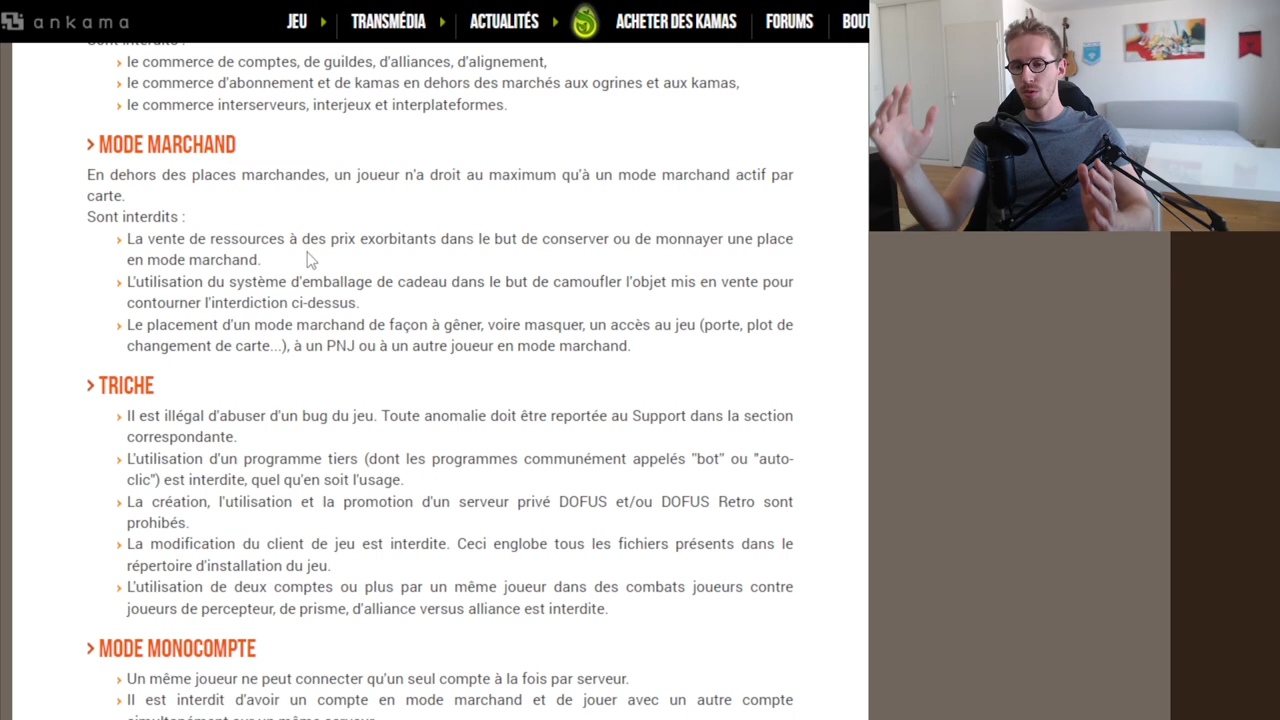 ankama
JEU
TRANSMÉDIA
ACTUALITÉS
ACHETER DES KAMAS
FORUMS
BOUT
Sont interdits :
le commerce de comptes, de guildes, d'alliances, d'alignement,
le commerce d'abonnement et de kamas en dehors des marchés aux ogrines et aux kamas,
le commerce interserveurs, interjeux et interplateformes.
MODE MARCHAND
En dehors des places marchandes, un joueur n'a droit au maximum qu'à un mode marchand actif par
carte.
Sont interdits :
La vente de ressources à des prix exorbitants dans le but de conserver ou de monnayer une place
en mode marchand.
L'utilisation du système d'emballage de cadeau dans le but de camoufler l'objet mis en vente pour
contourner l'interdiction ci-dessus.
Le placement d'un mode marchand de façon à gêner, voire masquer, un accès au jeu (porte, plot de
changement de carte...), à un PNJ ou à un autre joueur en mode marchand.
TRICHE
Il est illégal d'abuser d'un bug du jeu. Toute anomalie doit être reportée au Support dans la section
correspondante.
L'utilisation d'un programme tiers (dont les programmes communément appelés "bot" ou "auto-
clic") est interdite, quel qu'en soit l'usage.
La création, l'utilisation et la promotion d'un serveur privé DOFUS et/ou DOFUS Retro sont
prohibés.
La modification du client de jeu est interdite. Ceci englobe tous les fichiers présents dans le
répertoire d'installation du jeu.
L'utilisation de deux comptes ou plus par un même joueur dans des combats joueurs contre
joueurs de percepteur, de prisme, d'alliance versus alliance est interdite.
MODE MONOCOMPTE
Un même joueur ne peut connecter qu'un seul compte à la fois par serveur.
Il est interdit d'avoir un compte en mode marchand et de jouer avec un autre compte
simultanément sur un même serveur.